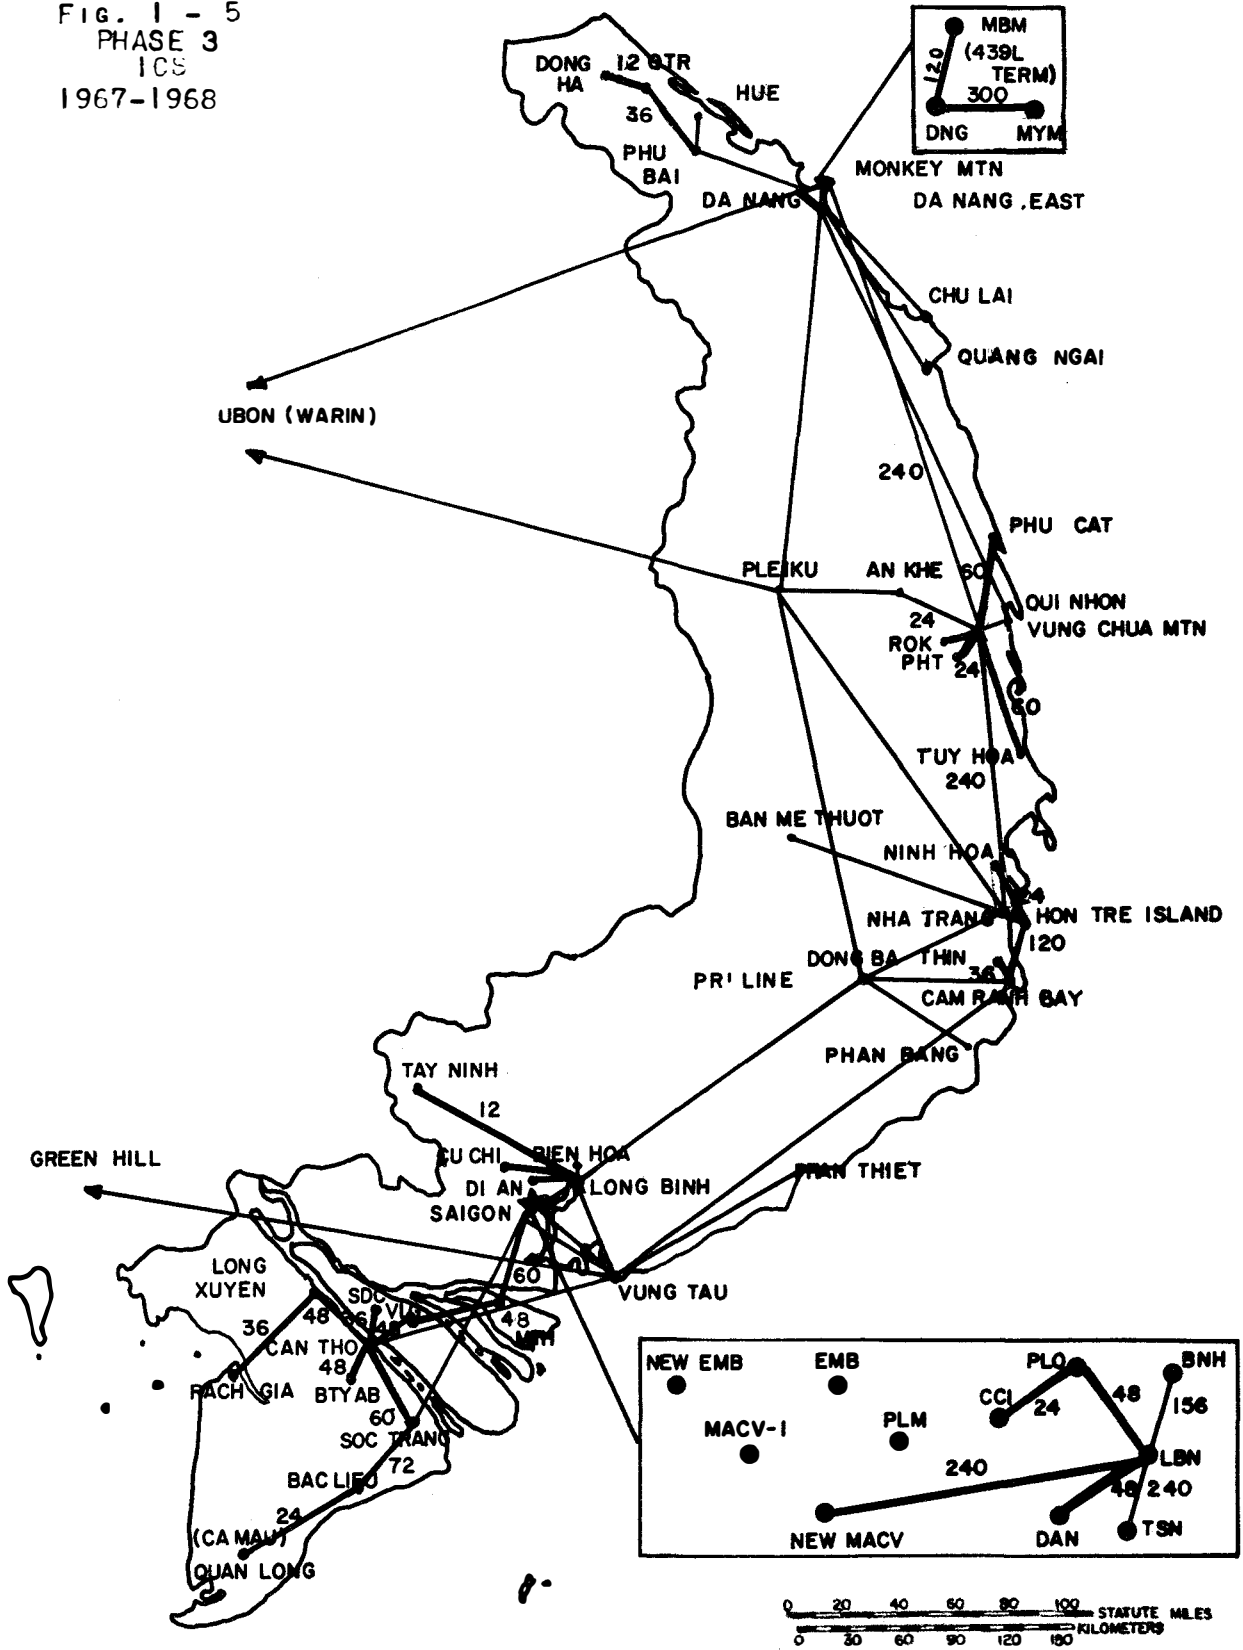 FIG. 1 - 5
PHASE 3
ICS
1967-1968
MBM
(439L
TERM)
120
300
DNG
MYM
DONG
HA
12
QTR
HUE
36
PHU
BAI
MONKEY MTN
DA NANG
DA NANG, EAST
CHU LAI
QUANG NGAI
UBON (WARIN)
240
PHU CAT
PLEIKU
AN KHE
60
QUI NHON
24
VUNG CHUA MTN
ROK
PHT
24
60
TUY HOA
240
BAN ME THUOT
NINH HOA
24
NHA TRANG
HON TRE ISLAND
120
DONG BA THIN
36
PR' LINE
CAM RANH BAY
PHAN BANG
TAY NINH
12
CU CHI
BIEN HOA
GREEN HILL
DI AN
LONG BINH
PHAN THIET
SAIGON
LONG
XUYEN
60
VUNG TAU
SDC
48
VLG
48
36
48
MTH
CAN THO
48
RACH GIA
BTYAB
60
SOC TRANG
72
BAC LIEU
24
(CA MAU)
QUAN LONG
NEW EMB
EMB
PLQ
BNH
CCI
24
48
156
MACV-I
PLM
240
LBN
48
240
NEW MACV
DAN
TSN
0 20 40 60 80 100
STATUTE MILES
KILOMETERS
0 30 60 90 120 150